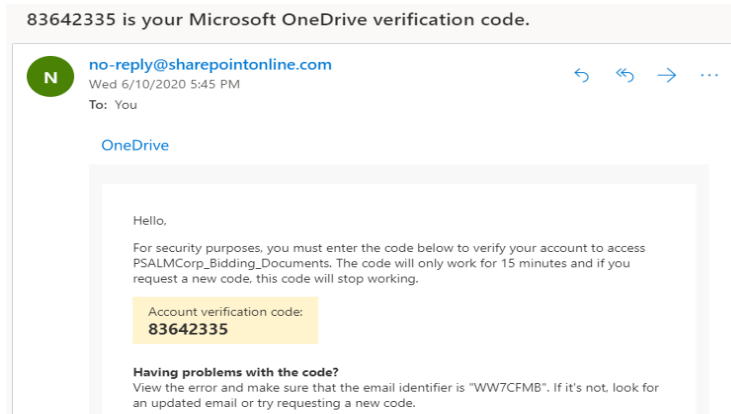 83642335 is your Microsoft OneDrive verification code.
N
no-reply@sharepointonline.com
Wed 6/10/2020 5:45 PM
To: You
OneDrive
Hello,
For security purposes, you must enter the code below to verify your account to access
PSALMCorp_Bidding_Documents. The code will only work for 15 minutes and if you
request a new code, this code will stop working.
Account verification code:
83642335
Having problems with the code?
View the error and make sure that the email identifier is "WW7CFMB". If it's not, look for
an updated email or try requesting a new code.